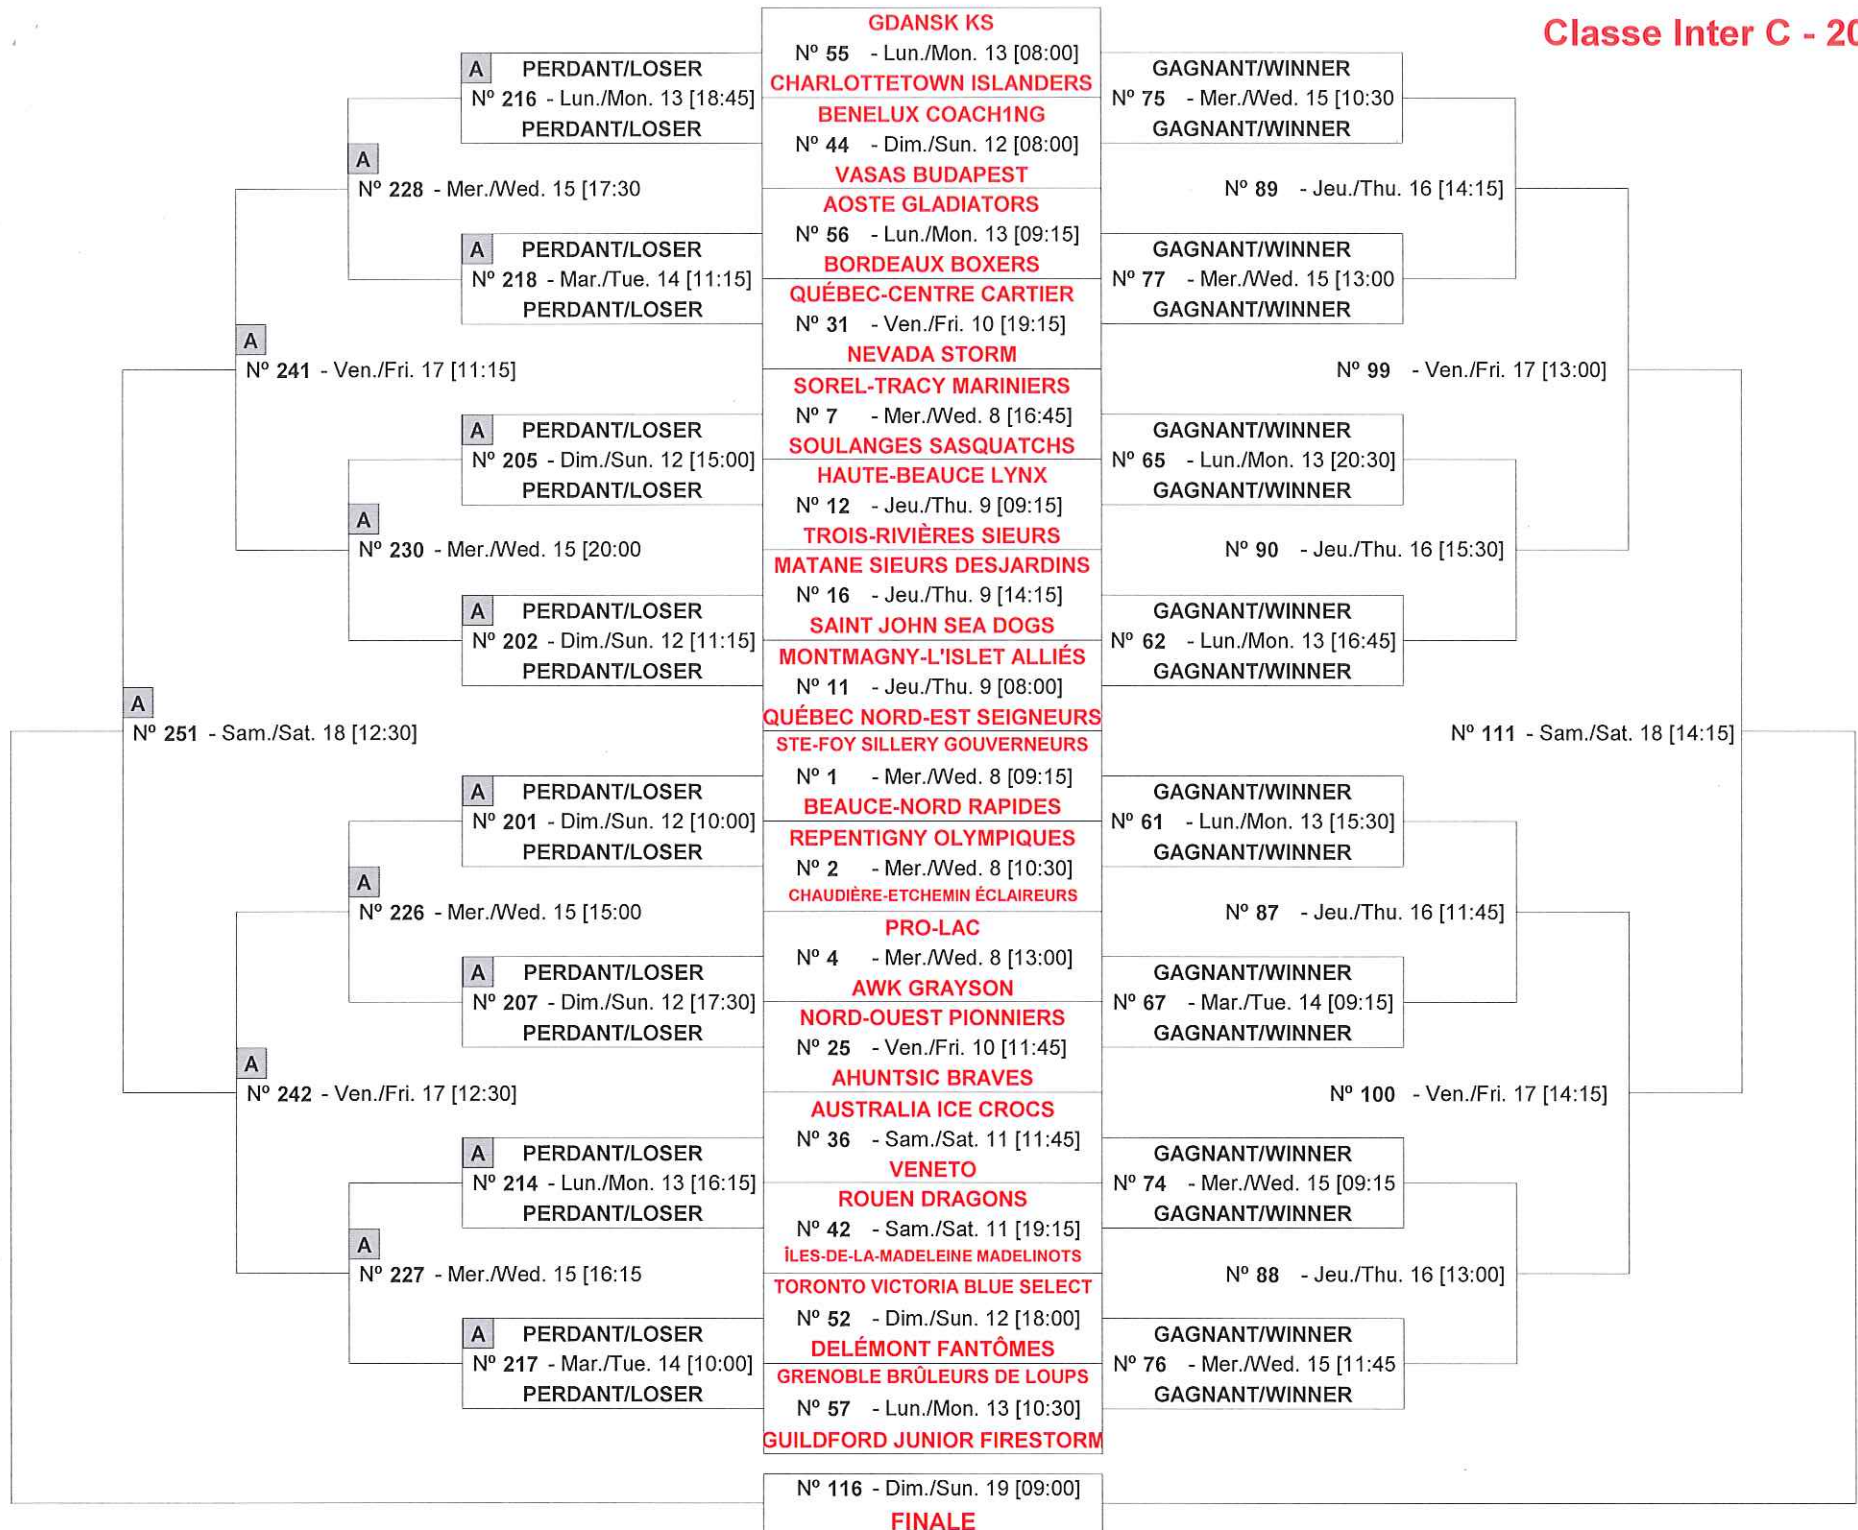 Classe Inter C - 20
GDANSK KS
Nº 55 - Lun./Mon. 13 [08:00]
CHARLOTTETOWN ISLANDERS
BENELUX COACH1NG
Nº 44 - Dim./Sun. 12 [08:00]
VASAS BUDAPEST
AOSTE GLADIATORS
Nº 56 - Lun./Mon. 13 [09:15]
BORDEAUX BOXERS
QUÉBEC-CENTRE CARTIER
Nº 31 - Ven./Fri. 10 [19:15]
NEVADA STORM
SOREL-TRACY MARINIERS
Nº 7 - Mer./Wed. 8 [16:45]
SOULANGES SASQUATCHS
HAUTE-BEAUCE LYNX
Nº 12 - Jeu./Thu. 9 [09:15]
TROIS-RIVIÈRES SIEURS
MATANE SIEURS DESJARDINS
Nº 16 - Jeu./Thu. 9 [14:15]
SAINT JOHN SEA DOGS
MONTMAGNY-L'ISLET ALLIÉS
Nº 11 - Jeu./Thu. 9 [08:00]
QUÉBEC NORD-EST SEIGNEURS
STE-FOY SILLERY GOUVERNEURS
Nº 1 - Mer./Wed. 8 [09:15]
BEAUCE-NORD RAPIDES
REPENTIGNY OLYMPIQUES
Nº 2 - Mer./Wed. 8 [10:30]
CHAUDIÈRE-ETCHEMIN ÉCLAIREURS
PRO-LAC
Nº 4 - Mer./Wed. 8 [13:00]
AWK GRAYSON
NORD-OUEST PIONNIERS
Nº 25 - Ven./Fri. 10 [11:45]
AHUNTSIC BRAVES
AUSTRALIA ICE CROCS
Nº 36 - Sam./Sat. 11 [11:45]
VENETO
ROUEN DRAGONS
Nº 42 - Sam./Sat. 11 [19:15]
ÎLES-DE-LA-MADELEINE MADELINOTS
TORONTO VICTORIA BLUE SELECT
Nº 52 - Dim./Sun. 12 [18:00]
DELÉMONT FANTÔMES
GRENOBLE BRÛLEURS DE LOUPS
Nº 57 - Lun./Mon. 13 [10:30]
GUILDFORD JUNIOR FIRESTORM
A PERDANT/LOSER
Nº 216 - Lun./Mon. 13 [18:45]
PERDANT/LOSER
A
Nº 228 - Mer./Wed. 15 [17:30
A PERDANT/LOSER
Nº 218 - Mar./Tue. 14 [11:15]
PERDANT/LOSER
A
Nº 241 - Ven./Fri. 17 [11:15]
A PERDANT/LOSER
Nº 205 - Dim./Sun. 12 [15:00]
PERDANT/LOSER
A
Nº 230 - Mer./Wed. 15 [20:00
A PERDANT/LOSER
Nº 202 - Dim./Sun. 12 [11:15]
PERDANT/LOSER
A
Nº 251 - Sam./Sat. 18 [12:30]
A PERDANT/LOSER
Nº 201 - Dim./Sun. 12 [10:00]
PERDANT/LOSER
A
Nº 226 - Mer./Wed. 15 [15:00
A PERDANT/LOSER
Nº 207 - Dim./Sun. 12 [17:30]
PERDANT/LOSER
A
Nº 242 - Ven./Fri. 17 [12:30]
A PERDANT/LOSER
Nº 214 - Lun./Mon. 13 [16:15]
PERDANT/LOSER
A
Nº 227 - Mer./Wed. 15 [16:15
A PERDANT/LOSER
Nº 217 - Mar./Tue. 14 [10:00]
PERDANT/LOSER
GAGNANT/WINNER
Nº 75 - Mer./Wed. 15 [10:30
GAGNANT/WINNER
Nº 89 - Jeu./Thu. 16 [14:15]
GAGNANT/WINNER
Nº 77 - Mer./Wed. 15 [13:00
GAGNANT/WINNER
Nº 99 - Ven./Fri. 17 [13:00]
GAGNANT/WINNER
Nº 65 - Lun./Mon. 13 [20:30]
GAGNANT/WINNER
Nº 90 - Jeu./Thu. 16 [15:30]
GAGNANT/WINNER
Nº 62 - Lun./Mon. 13 [16:45]
GAGNANT/WINNER
Nº 111 - Sam./Sat. 18 [14:15]
GAGNANT/WINNER
Nº 61 - Lun./Mon. 13 [15:30]
GAGNANT/WINNER
Nº 87 - Jeu./Thu. 16 [11:45]
GAGNANT/WINNER
Nº 67 - Mar./Tue. 14 [09:15]
GAGNANT/WINNER
Nº 100 - Ven./Fri. 17 [14:15]
GAGNANT/WINNER
Nº 74 - Mer./Wed. 15 [09:15
GAGNANT/WINNER
Nº 88 - Jeu./Thu. 16 [13:00]
GAGNANT/WINNER
Nº 76 - Mer./Wed. 15 [11:45
GAGNANT/WINNER
Nº 116 - Dim./Sun. 19 [09:00]
FINALE